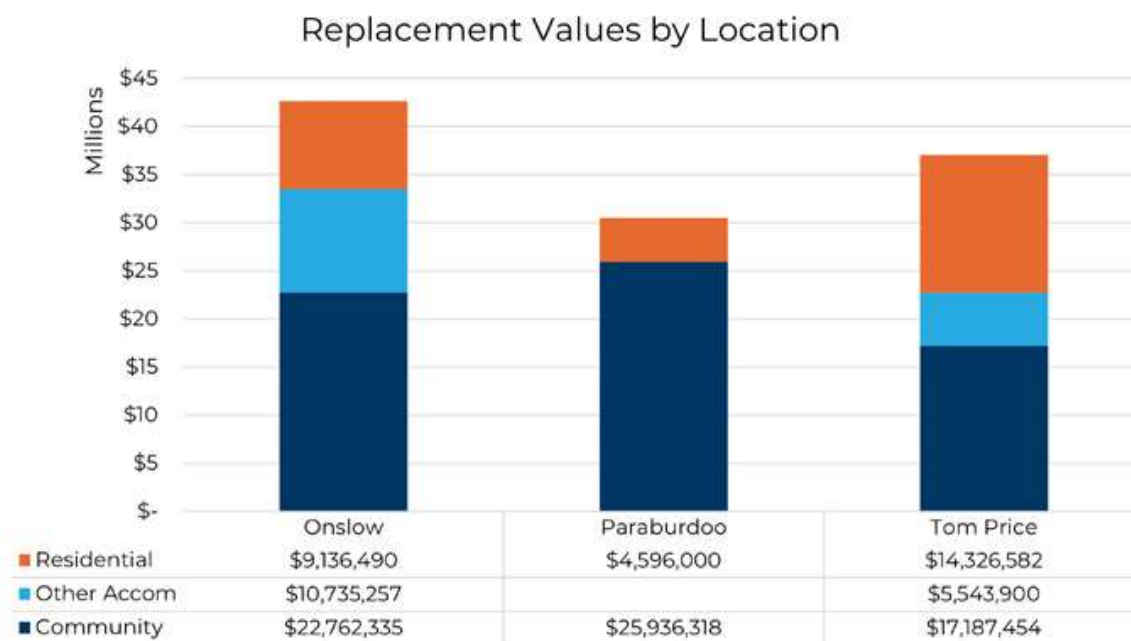 Replacement Values by Location
Millions
$45
$40
$35
$30
$25
$20
$15
$10
$5
$-
Onslow Paraburdoo Tom Price
Residential $9,136,490 $4,596,000 $14,326,582
Other Accom $10,735,257 $5,543,900
Community $22,762,335 $25,936,318 $17,187,454